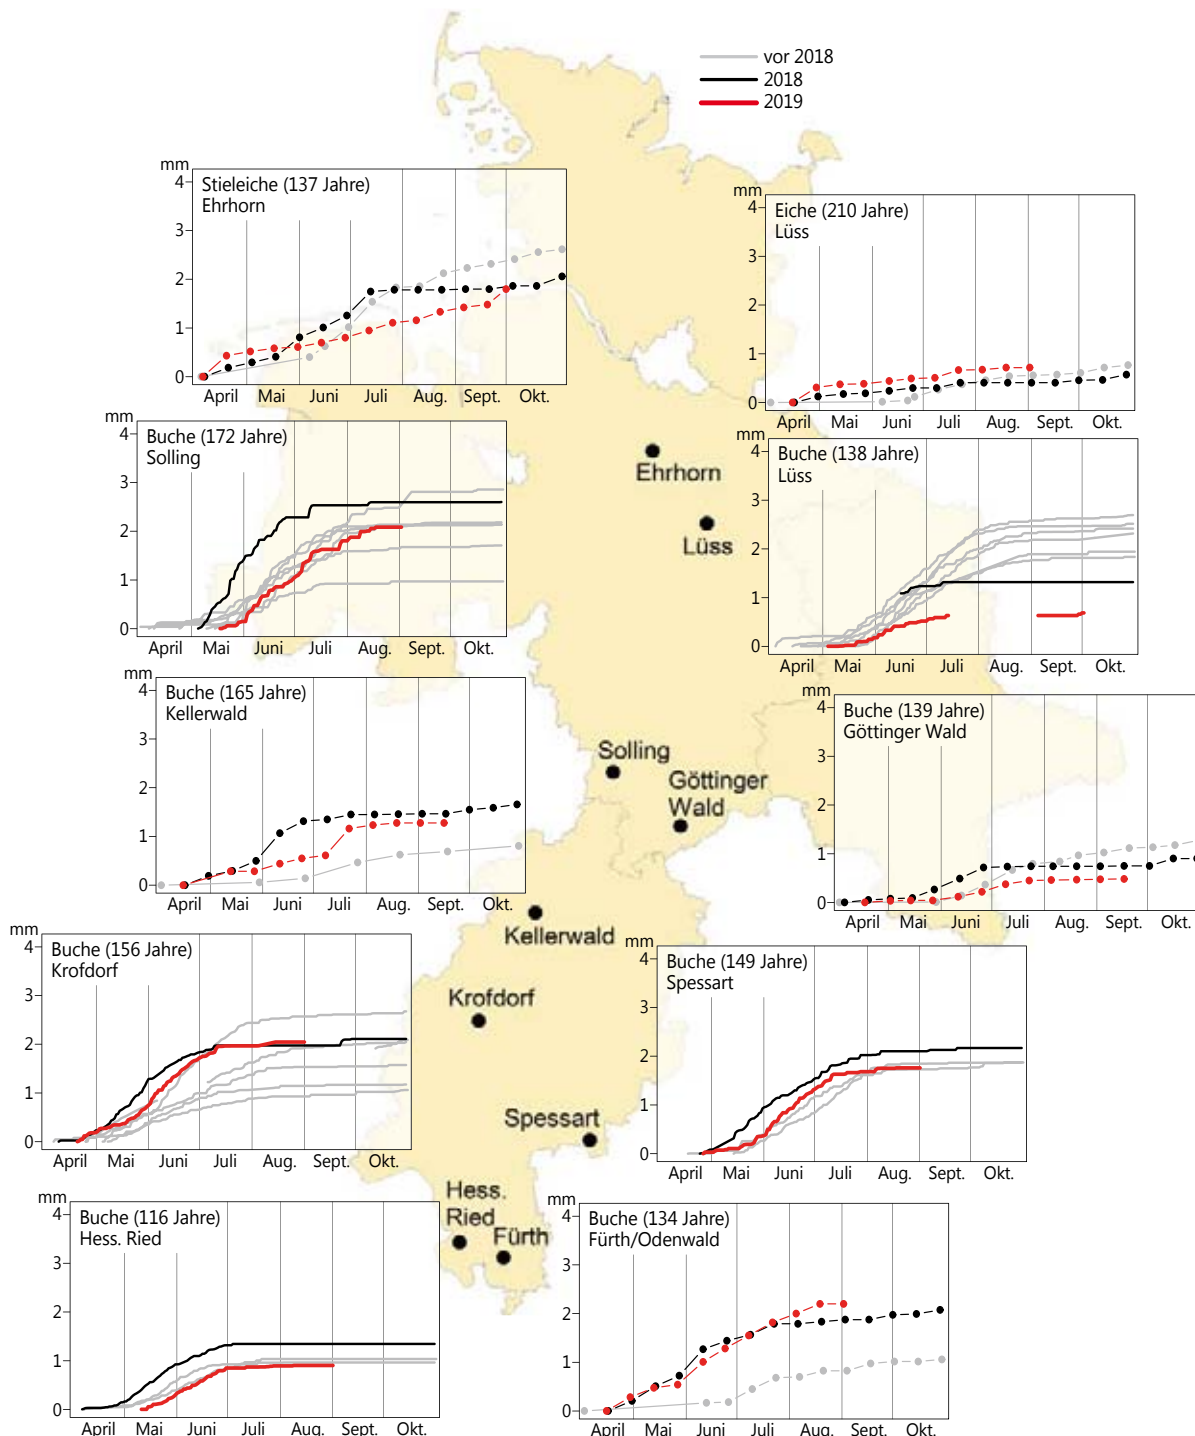 vor 2018
2018
2019
mm
4
3
2
1
0
Stieleiche (137 Jahre)
Ehrhorn
April Mai Juni Juli Aug. Sept. Okt.
mm
4
3
2
1
0
Eiche (210 Jahre)
Lüss
April Mai Juni Juli Aug. Sept. Okt.
mm
4
3
2
1
0
Buche (172 Jahre)
Solling
April Mai Juni Juli Aug. Sept. Okt.
mm
4
3
2
1
0
Buche (138 Jahre)
Lüss
April Mai Juni Juli Aug. Sept. Okt.
Ehrhorn
Lüss
mm
4
3
2
1
0
Buche (165 Jahre)
Kellerwald
April Mai Juni Juli Aug. Sept. Okt.
mm
4
3
2
1
0
Buche (139 Jahre)
Göttinger Wald
April Mai Juni Juli Aug. Sept. Okt.
Solling
Göttinger
Wald
Kellerwald
Krofdorf
mm
4
3
2
1
0
Buche (156 Jahre)
Krofdorf
April Mai Juni Juli Aug. Sept. Okt.
mm
4
3
2
1
0
Buche (149 Jahre)
Spessart
April Mai Juni Juli Aug. Sept. Okt.
Spessart
Hess.
Ried
Fürth
mm
4
3
2
1
0
Buche (116 Jahre)
Hess. Ried
April Mai Juni Juli Aug. Sept. Okt.
mm
4
3
2
1
0
Buche (134 Jahre)
Fürth/Odenwald
April Mai Juni Juli Aug. Sept. Okt.